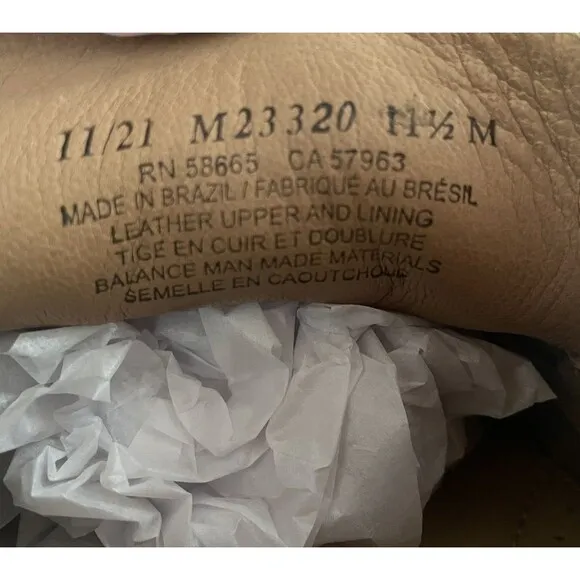 11/21 M23320 11½ M
RN 58665 CA 57963
MADE IN BRAZIL / FABRIQUÉ AU BRÉSIL
LEATHER UPPER AND LINING
TIGE EN CUIR ET DOUBLURE
BALANCE MAN MADE MATERIALS
SEMELLE EN CAOUTCHOUC